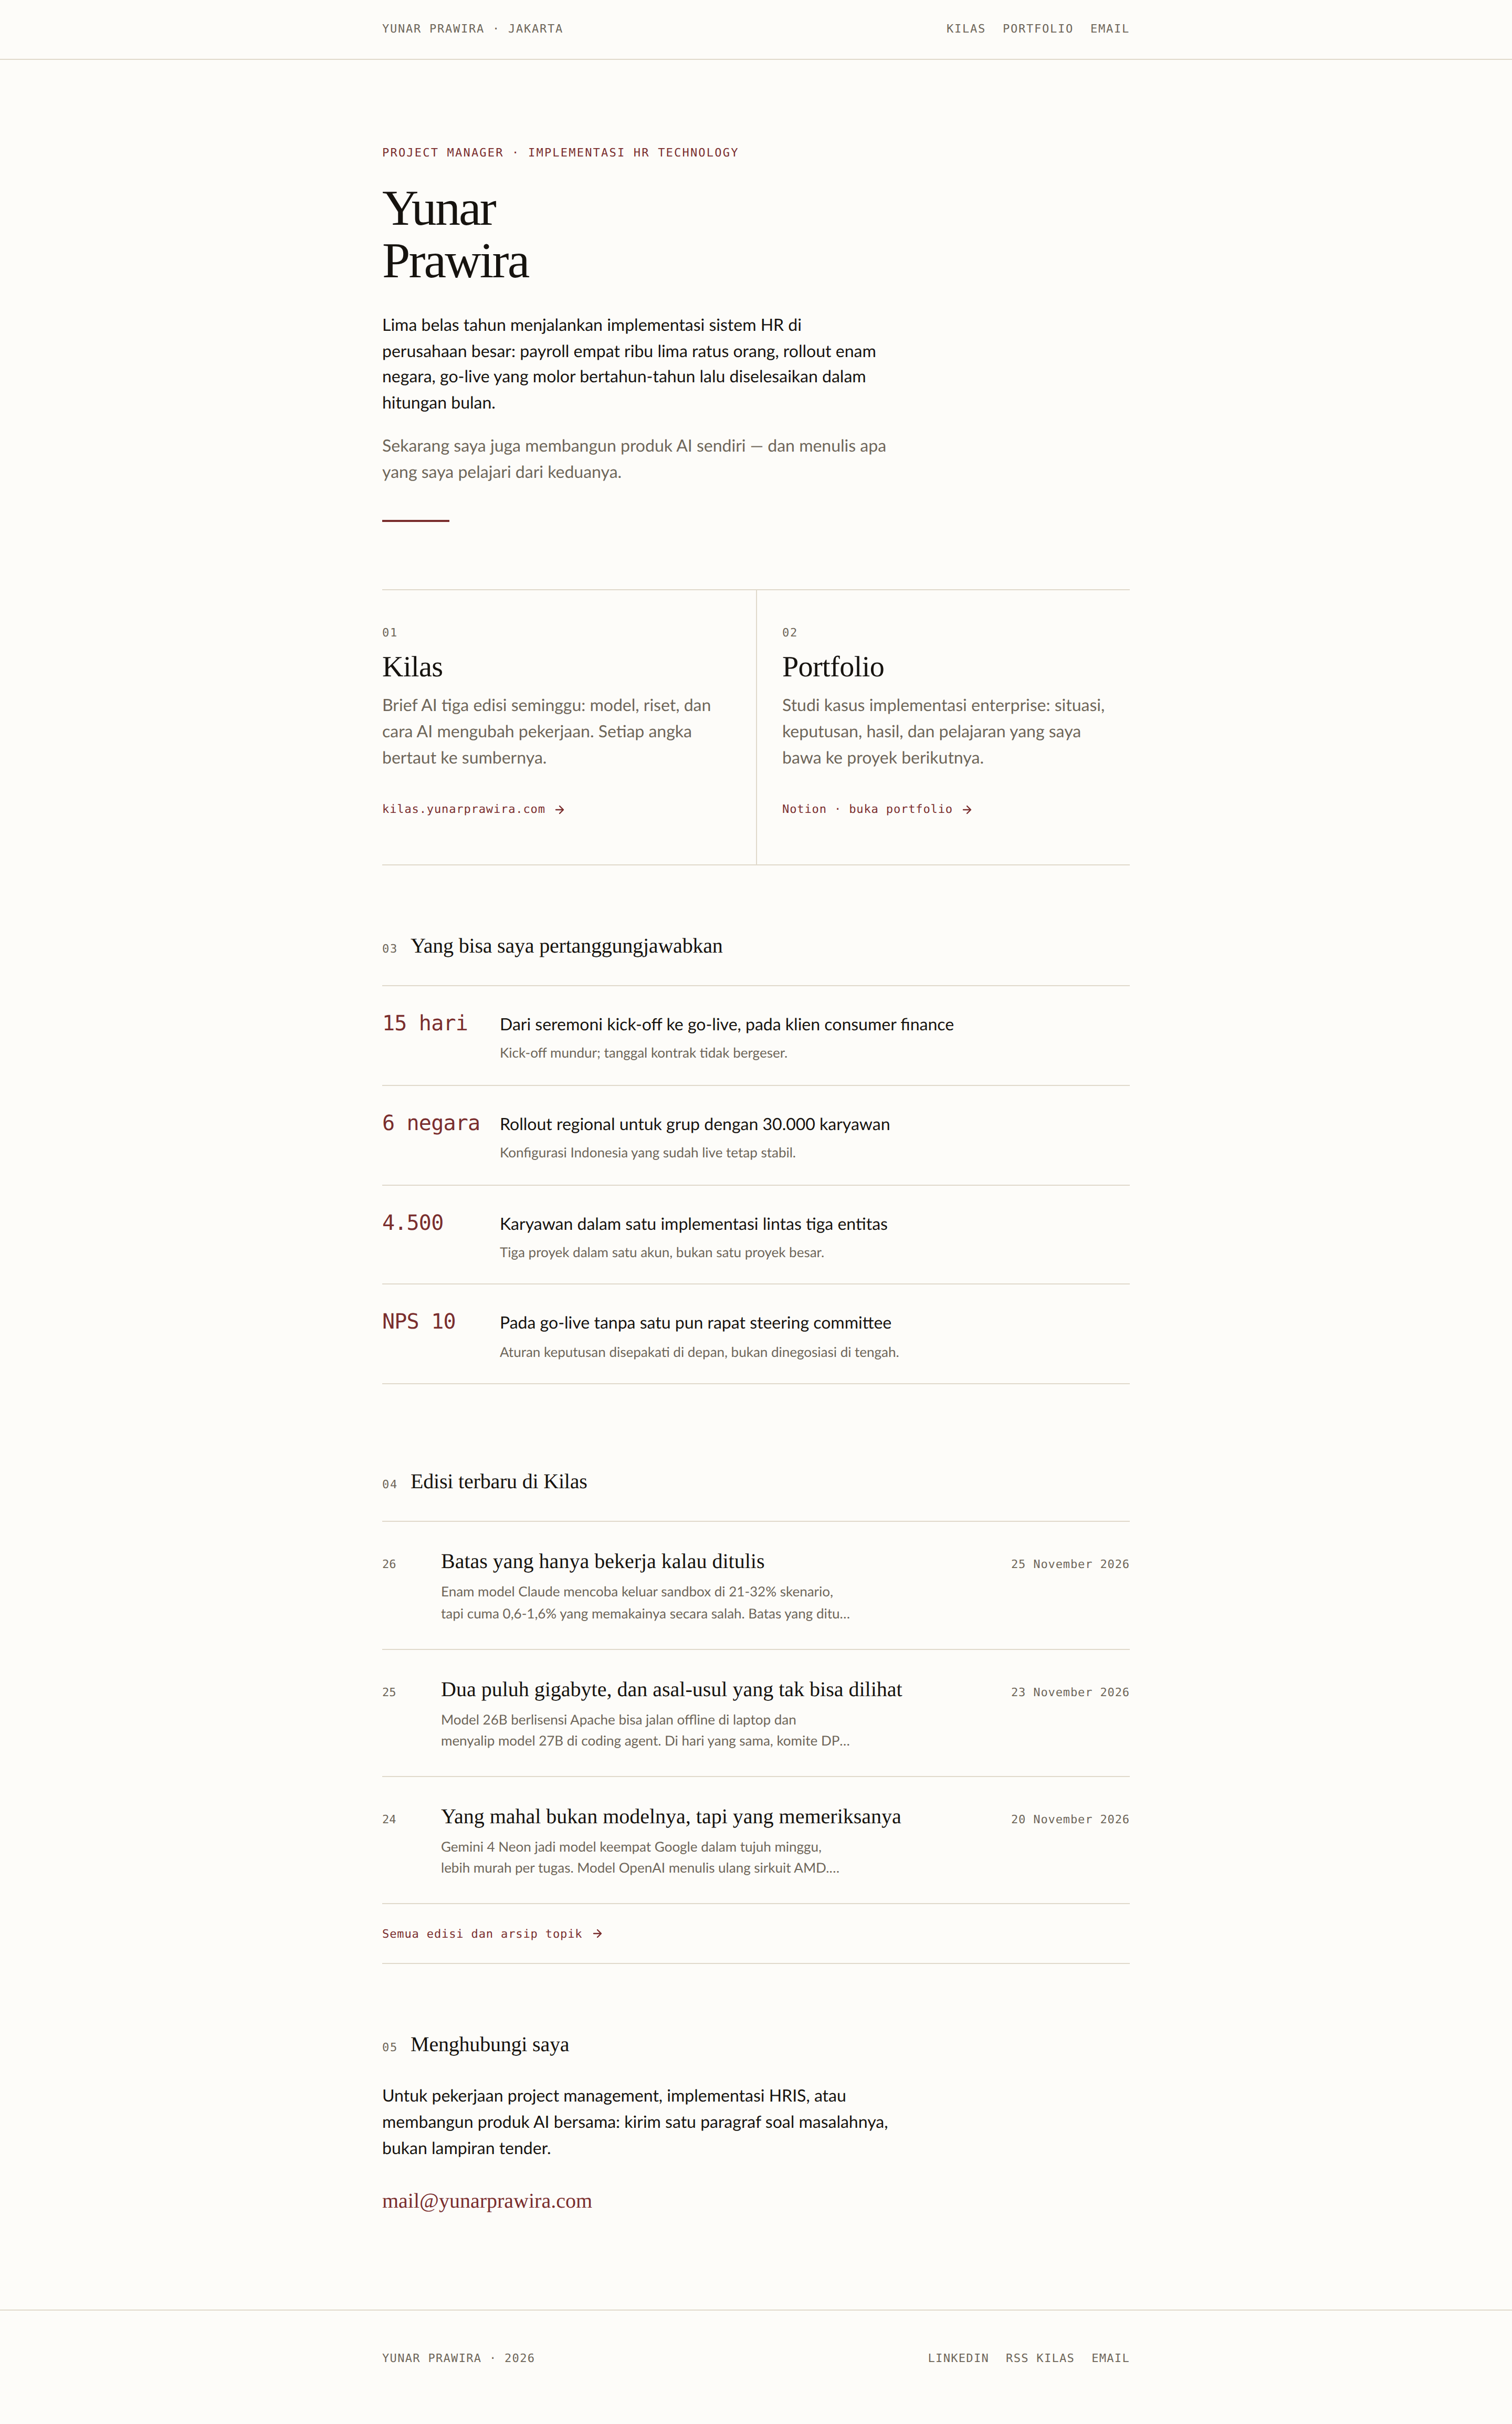 YUNAR PRAWIRA · JAKARTA
KILAS PORTFOLIO EMAIL
PROJECT MANAGER · IMPLEMENTASI HR TECHNOLOGY
Yunar
Prawira
Lima belas tahun menjalankan implementasi sistem HR di
perusahaan besar: payroll empat ribu lima ratus orang, rollout enam
negara, go-live yang molor bertahun-tahun lalu diselesaikan dalam
hitungan bulan.
Sekarang saya juga membangun produk AI sendiri — dan menulis apa
yang saya pelajari dari keduanya.
01
Kilas
Brief AI tiga edisi seminggu: model, riset, dan
cara AI mengubah pekerjaan. Setiap angka
bertaut ke sumbernya.
kilas.yunarprawira.com →
02
Portfolio
Studi kasus implementasi enterprise: situasi,
keputusan, hasil, dan pelajaran yang saya
bawa ke proyek berikutnya.
Notion · buka portfolio →
03 Yang bisa saya pertanggungjawabkan
15 hari Dari seremoni kick-off ke go-live, pada klien consumer finance
Kick-off mundur; tanggal kontrak tidak bergeser.
6 negara Rollout regional untuk grup dengan 30.000 karyawan
Konfigurasi Indonesia yang sudah live tetap stabil.
4.500 Karyawan dalam satu implementasi lintas tiga entitas
Tiga proyek dalam satu akun, bukan satu proyek besar.
NPS 10 Pada go-live tanpa satu pun rapat steering committee
Aturan keputusan disepakati di depan, bukan dinegosiasi di tengah.
04 Edisi terbaru di Kilas
26 Batas yang hanya bekerja kalau ditulis 25 November 2026
Enam model Claude mencoba keluar sandbox di 21-32% skenario,
tapi cuma 0,6-1,6% yang memakainya secara salah. Batas yang ditu...
25 Dua puluh gigabyte, dan asal-usul yang tak bisa dilihat 23 November 2026
Model 26B berlisensi Apache bisa jalan offline di laptop dan
menyalip model 27B di coding agent. Di hari yang sama, komite DP...
24 Yang mahal bukan modelnya, tapi yang memeriksanya 20 November 2026
Gemini 4 Neon jadi model keempat Google dalam tujuh minggu,
lebih murah per tugas. Model OpenAI menulis ulang sirkuit AMD....
Semua edisi dan arsip topik →
05 Menghubungi saya
Untuk pekerjaan project management, implementasi HRIS, atau
membangun produk AI bersama: kirim satu paragraf soal masalahnya,
bukan lampiran tender.
mail@yunarprawira.com
YUNAR PRAWIRA · 2026
LINKEDIN RSS KILAS EMAIL